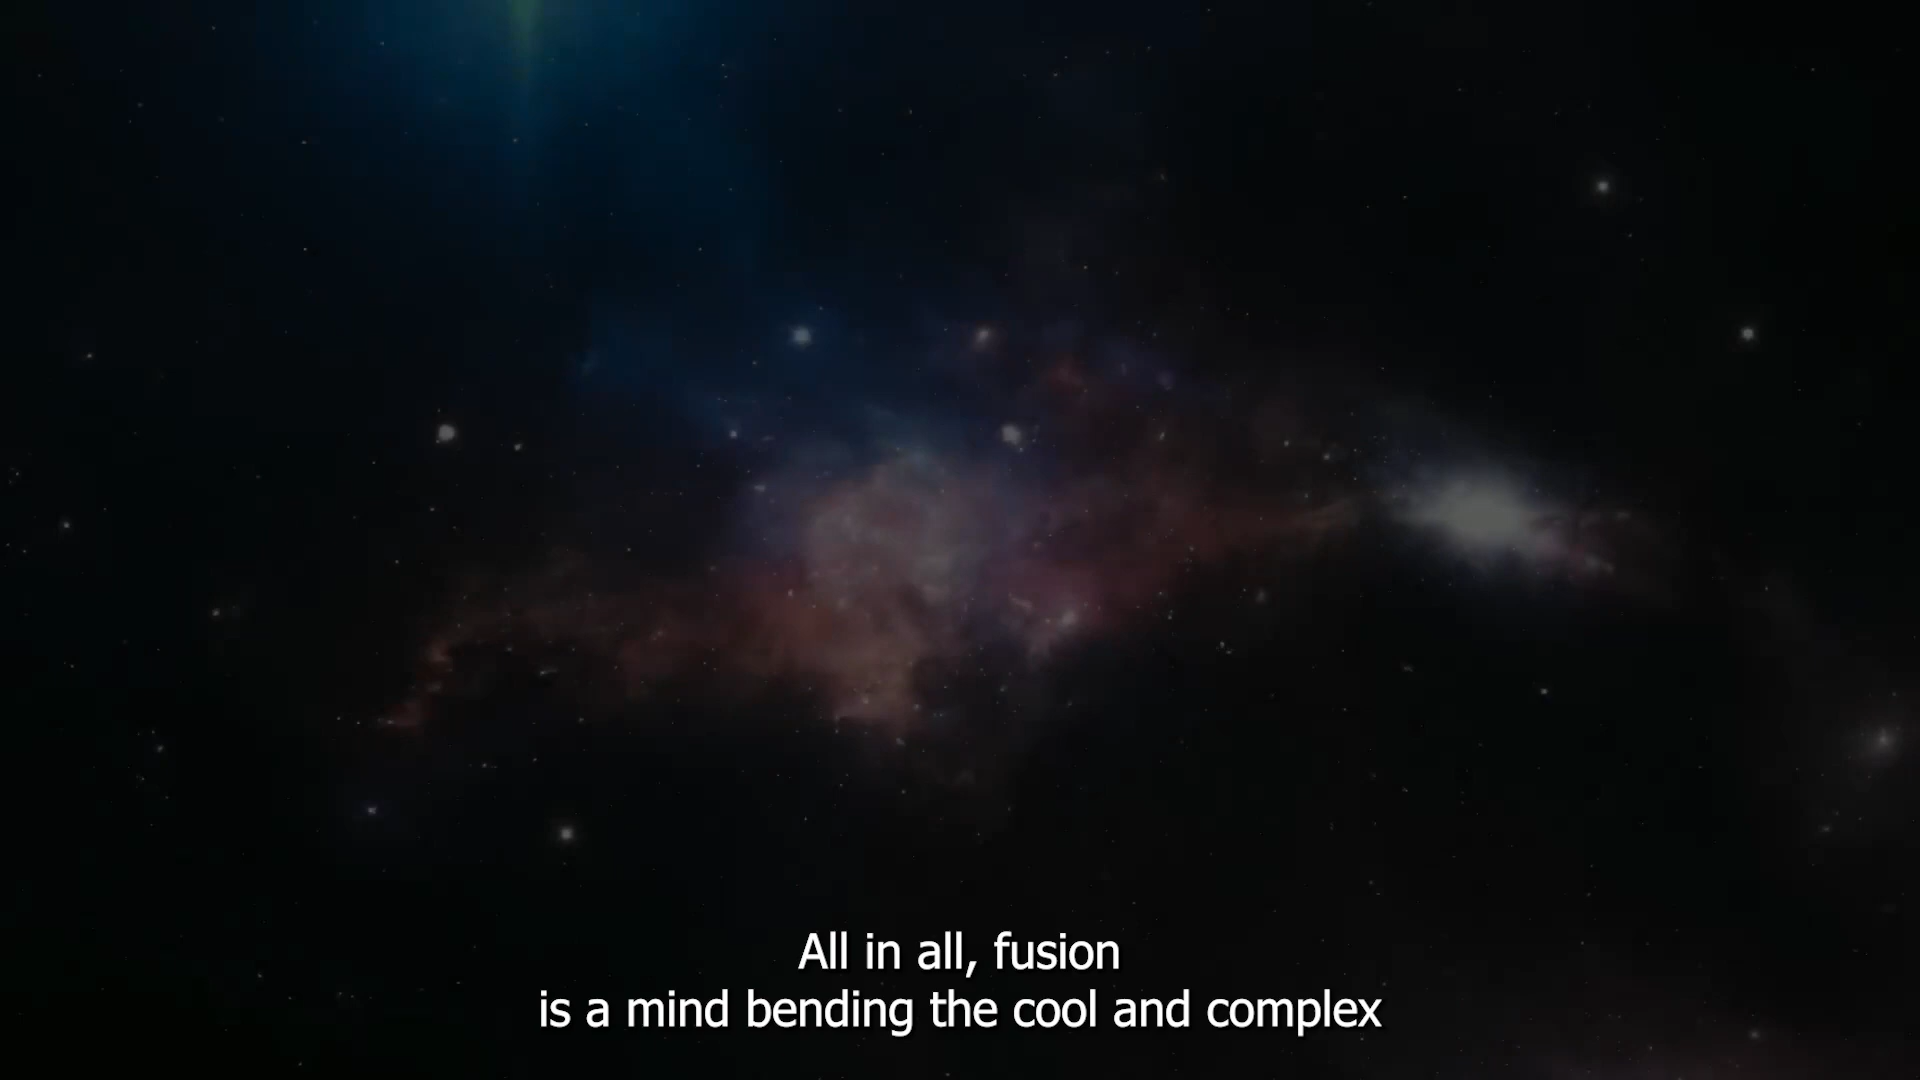 All in all, fusion
is a mind bending the cool and complex